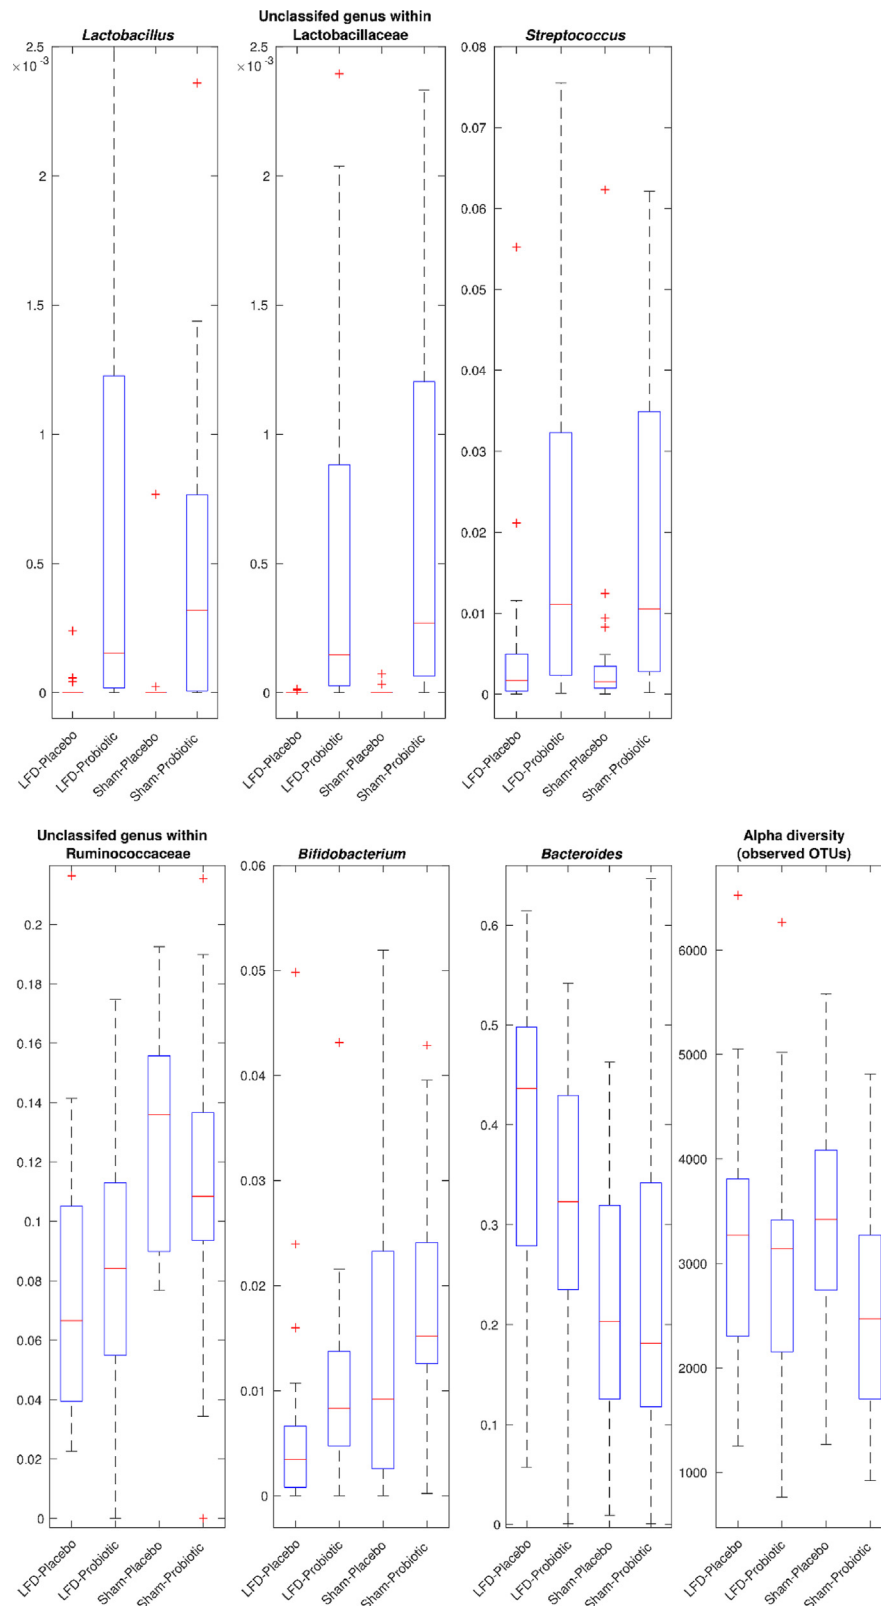 Lactobacillus
2.5
×10⁻³
2
1.5
1
0.5
0
LFD-Placebo
LFD-Probiotic
Sham-Placebo
Sham-Probiotic
Unclassifed genus within
Lactobacillaceae
2.5
×10⁻³
2
1.5
1
0.5
0
LFD-Placebo
LFD-Probiotic
Sham-Placebo
Sham-Probiotic
Streptococcus
0.08
0.07
0.06
0.05
0.04
0.03
0.02
0.01
0
LFD-Placebo
LFD-Probiotic
Sham-Placebo
Sham-Probiotic
Unclassifed genus within
Ruminococcaceae
0.2
0.18
0.16
0.14
0.12
0.1
0.08
0.06
0.04
0.02
0
LFD-Placebo
LFD-Probiotic
Sham-Placebo
Sham-Probiotic
Bifidobacterium
0.06
0.05
0.04
0.03
0.02
0.01
0
LFD-Placebo
LFD-Probiotic
Sham-Placebo
Sham-Probiotic
Bacteroides
0.6
0.5
0.4
0.3
0.2
0.1
0
LFD-Placebo
LFD-Probiotic
Sham-Placebo
Sham-Probiotic
Alpha diversity
(observed OTUs)
6000
5000
4000
3000
2000
1000
LFD-Placebo
LFD-Probiotic
Sham-Placebo
Sham-Probiotic